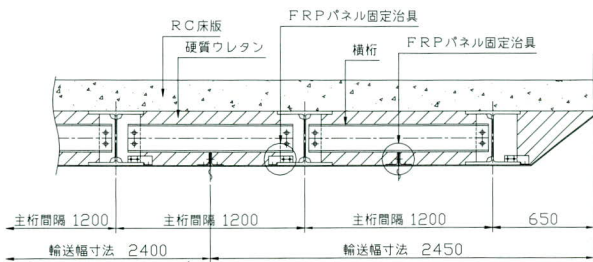 FRPパネル固定治具
RC床版
硬質ウレタン
横桁
FRPパネル固定治具
主桁間隔 1200
主桁間隔 1200
主桁間隔 1200
650
輸送幅寸法 2400
輸送幅寸法 2450